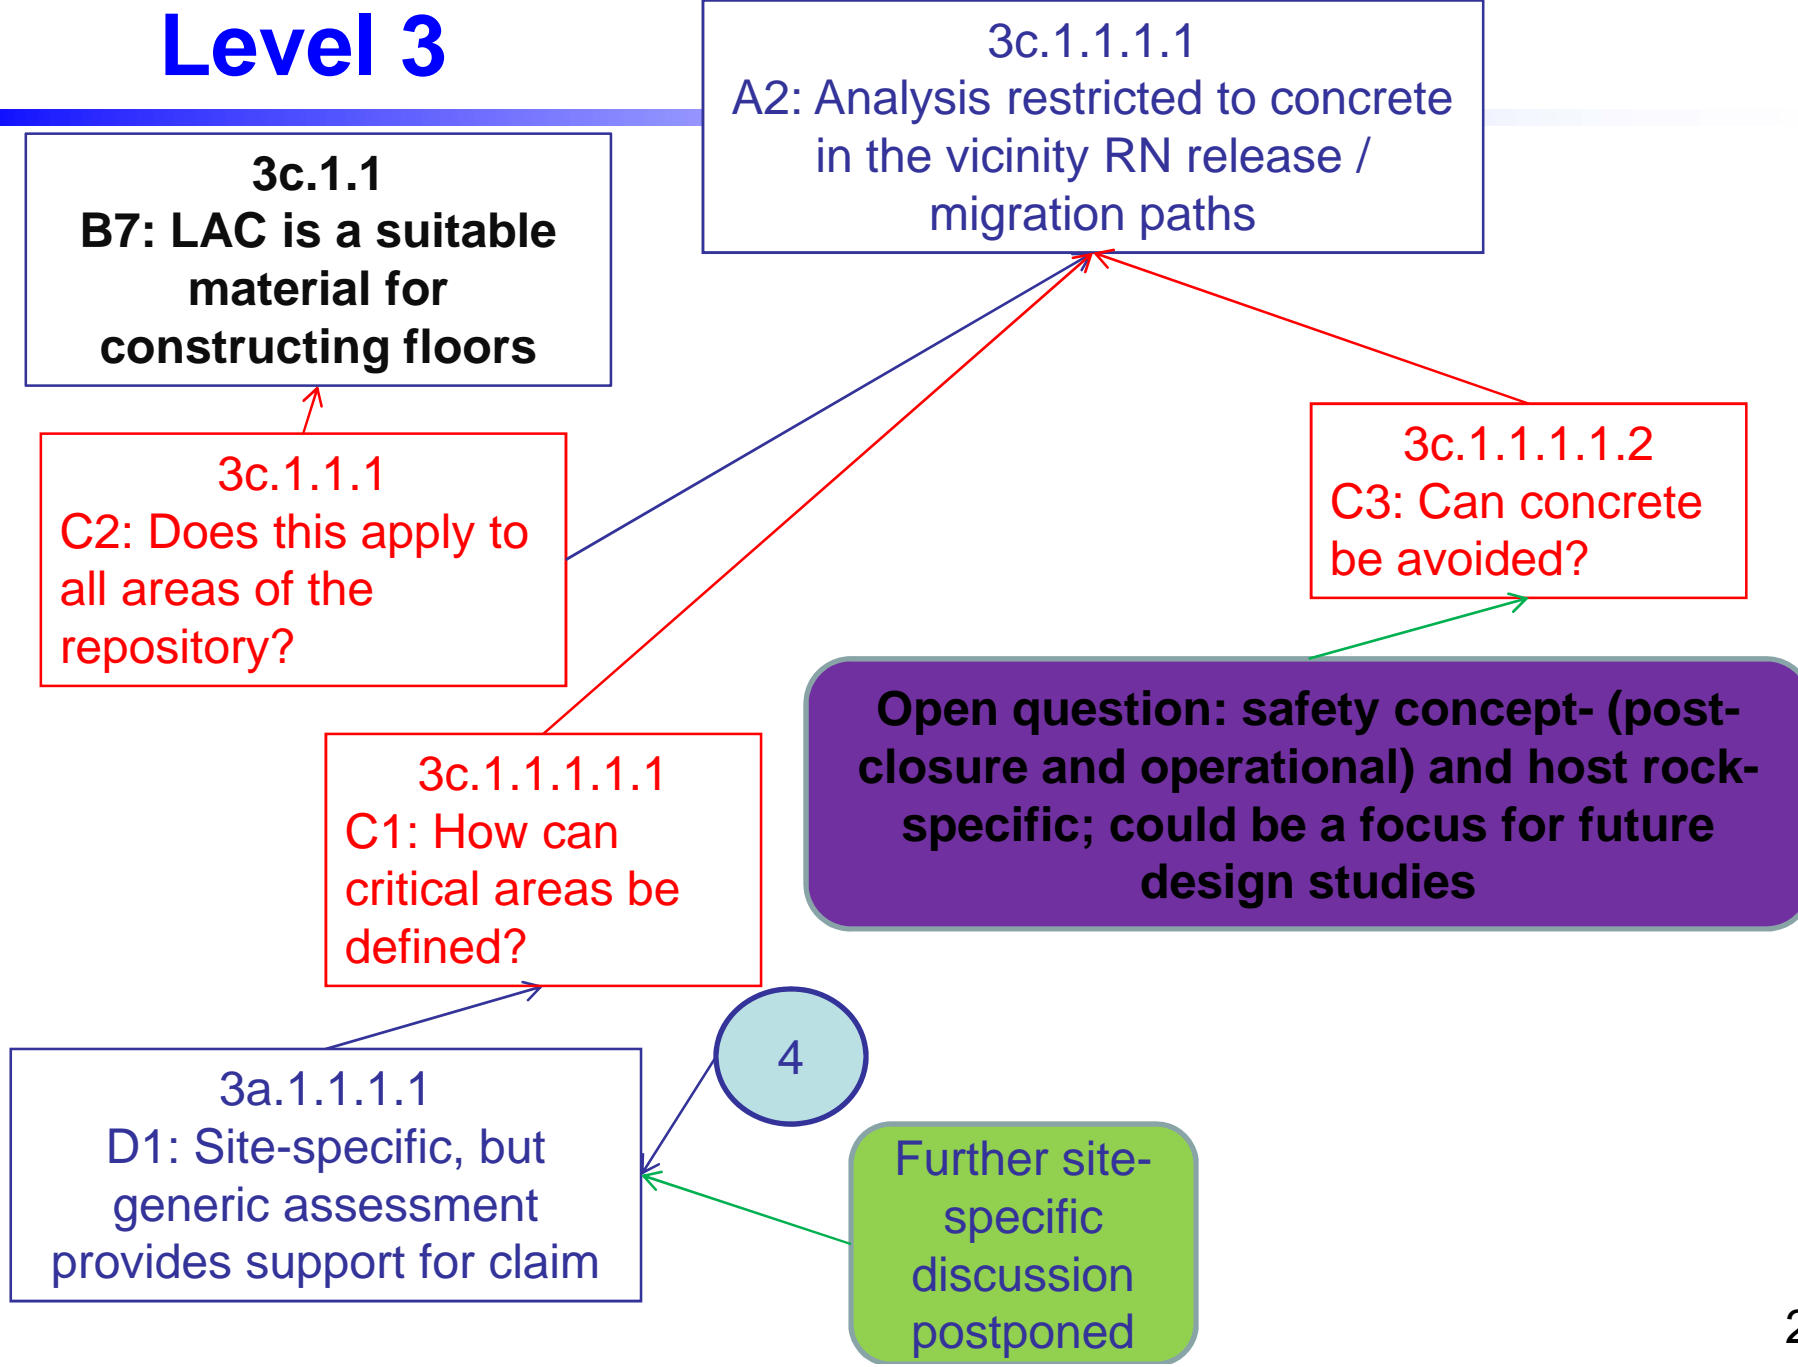 Level 3
3c.1.1.1.1
A2: Analysis restricted to concrete
in the vicinity RN release /
migration paths
3c.1.1
B7: LAC is a suitable
material for
constructing floors
3c.1.1.1
C2: Does this apply to
all areas of the
repository?
3c.1.1.1.1.2
C3: Can concrete
be avoided?
Open question: safety concept- (post-
closure and operational) and host rock-
specific; could be a focus for future
design studies
3c.1.1.1.1.1
C1: How can
critical areas be
defined?
4
3a.1.1.1.1
D1: Site-specific, but
generic assessment
provides support for claim
Further site-
specific
discussion
postponed